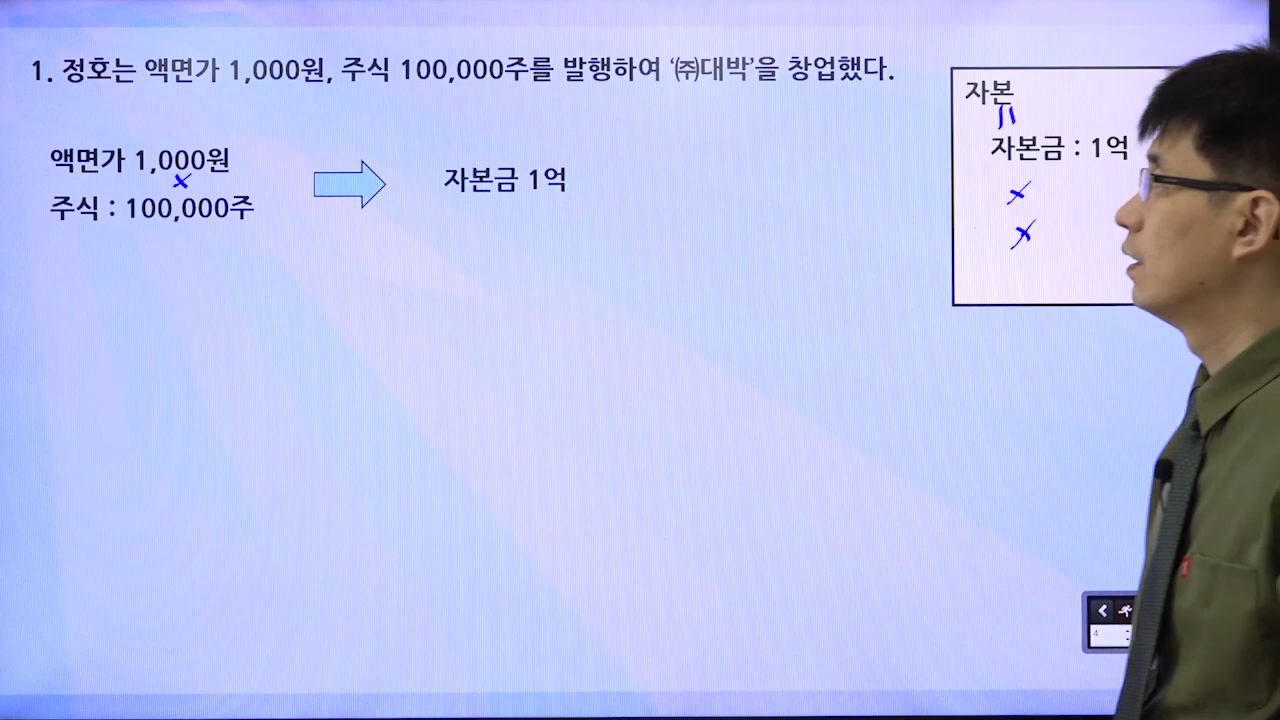 1. 정호는 액면가 1,000원, 주식 100,000주를 발행하여 ‘㈜대박’을 창업했다.
액면가 1,000원
×
주식 : 100,000주
자본금 1억
자본
자본금 : 1억
×
×
4